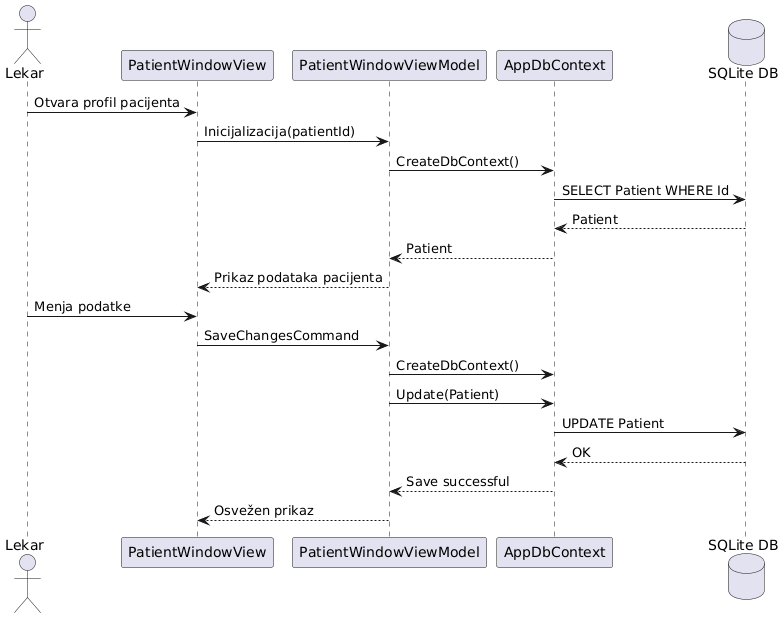 Lekar
PatientWindowView
PatientWindowViewModel
AppDbContext
SQLite DB
Otvara profil pacijenta
Inicijalizacija(patientId)
CreateDbContext()
SELECT Patient WHERE Id
Patient
Patient
Prikaz podataka pacijenta
Menja podatke
SaveChangesCommand
CreateDbContext()
Update(Patient)
UPDATE Patient
OK
Save successful
Osvežen prikaz
Lekar
PatientWindowView
PatientWindowViewModel
AppDbContext
SQLite DB